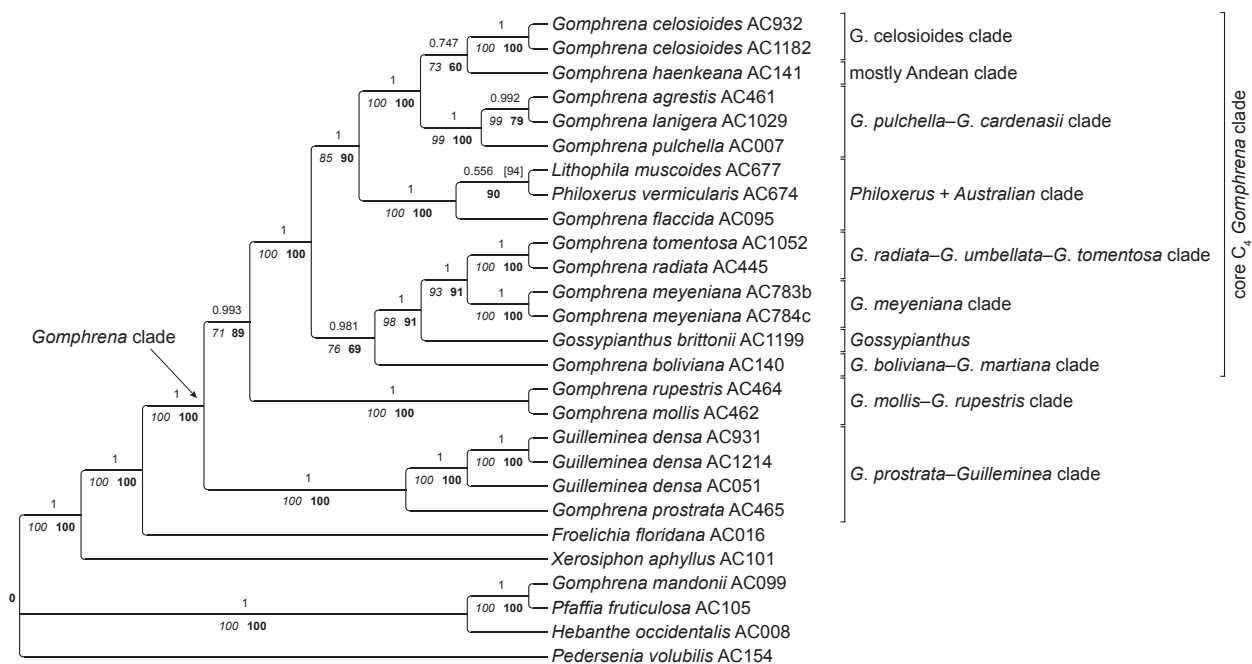 1
Gomphrena celosioides AC932
0.747
100 100
Gomphrena celosioides AC1182
G. celosioides clade
1
73 60
Gomphrena haenkeana AC141
mostly Andean clade
100 100
0.992
Gomphrena agrestis AC461
1
99 79
Gomphrena lanigera AC1029
G. pulchella–G. cardenasii clade
1
99 100
Gomphrena pulchella AC007
85 90
0.556 [94]
Lithophila muscoides AC677
1
90
Philoxerus vermicularis AC674
Philoxerus + Australian clade
100 100
Gomphrena flaccida AC095
1
100 100
1
Gomphrena tomentosa AC1052
1
100 100
Gomphrena radiata AC445
G. radiata–G. umbellata–G. tomentosa clade
93 91
1
Gomphrena meyeniana AC783b
1
100 100
Gomphrena meyeniana AC784c
G. meyeniana clade
0.981
98 91
Gossypianthus brittonii AC1199
Gossypianthus
76 69
Gomphrena boliviana AC140
G. boliviana–G. martiana clade
core C4 Gomphrena clade
0.993
71 89
Gomphrena clade
1
Gomphrena rupestris AC464
100 100
Gomphrena mollis AC462
G. mollis–G. rupestris clade
1
100 100
1
Guilleminea densa AC931
1
100 100
Guilleminea densa AC1214
1
100 100
Guilleminea densa AC051
G. prostrata–Guilleminea clade
100 100
Gomphrena prostrata AC465
1
100 100
Froelichia floridana AC016
1
100 100
Xerosiphon aphyllus AC101
1
Gomphrena mandonii AC099
0
1
100 100
Pfaffia fruticulosa AC105
100 100
Hebanthe occidentalis AC008
Pedersenia volubilis AC154